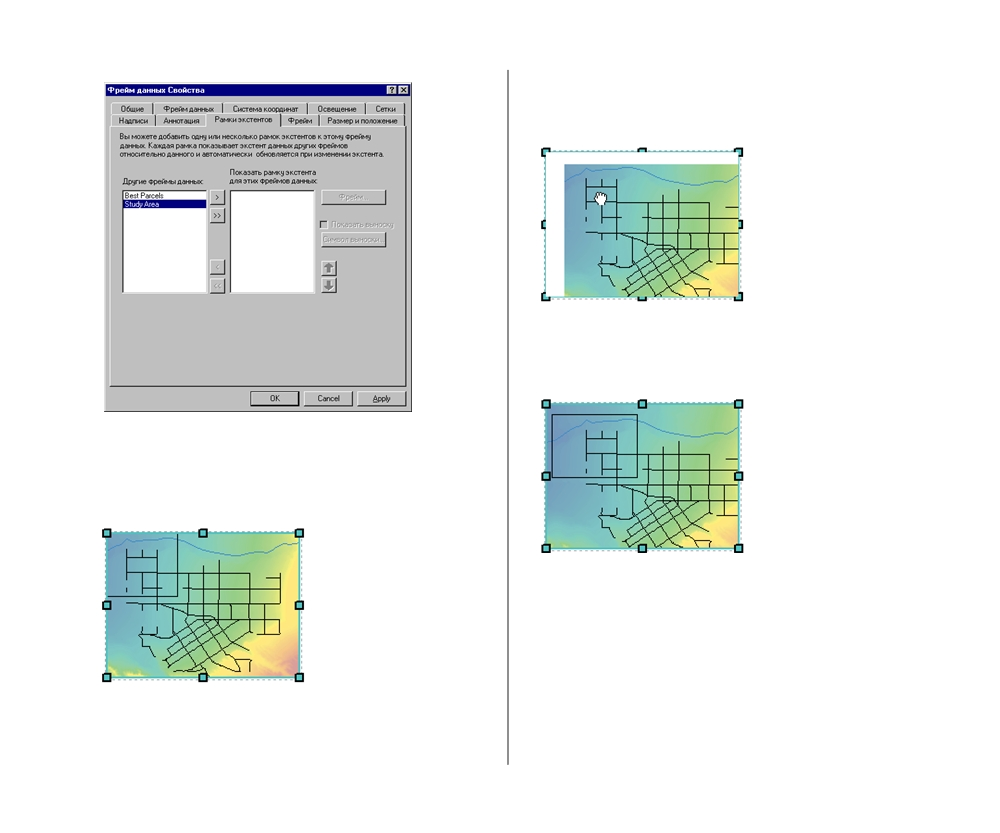 Фрейм данных Свойства
Общие Фрейм данных Система координат Освещение Сетки
Надписи Аннотация Рамки экстентов Фрейм Размер и положение
Вы можете добавить одну или несколько рамок экстентов к этому Фрейму
данных. Каждая рамка показывает экстент данных других фреймов
относительно данного и автоматически обновляется при изменении экстента.
Другие фреймы данных:
Best Parcels
Study Area
>
>>
<
<<
Показать рамку экстента
для этих фреймов данных:
Фрейм...
Показать выноску
Символ выноски...
OK Cancel Apply